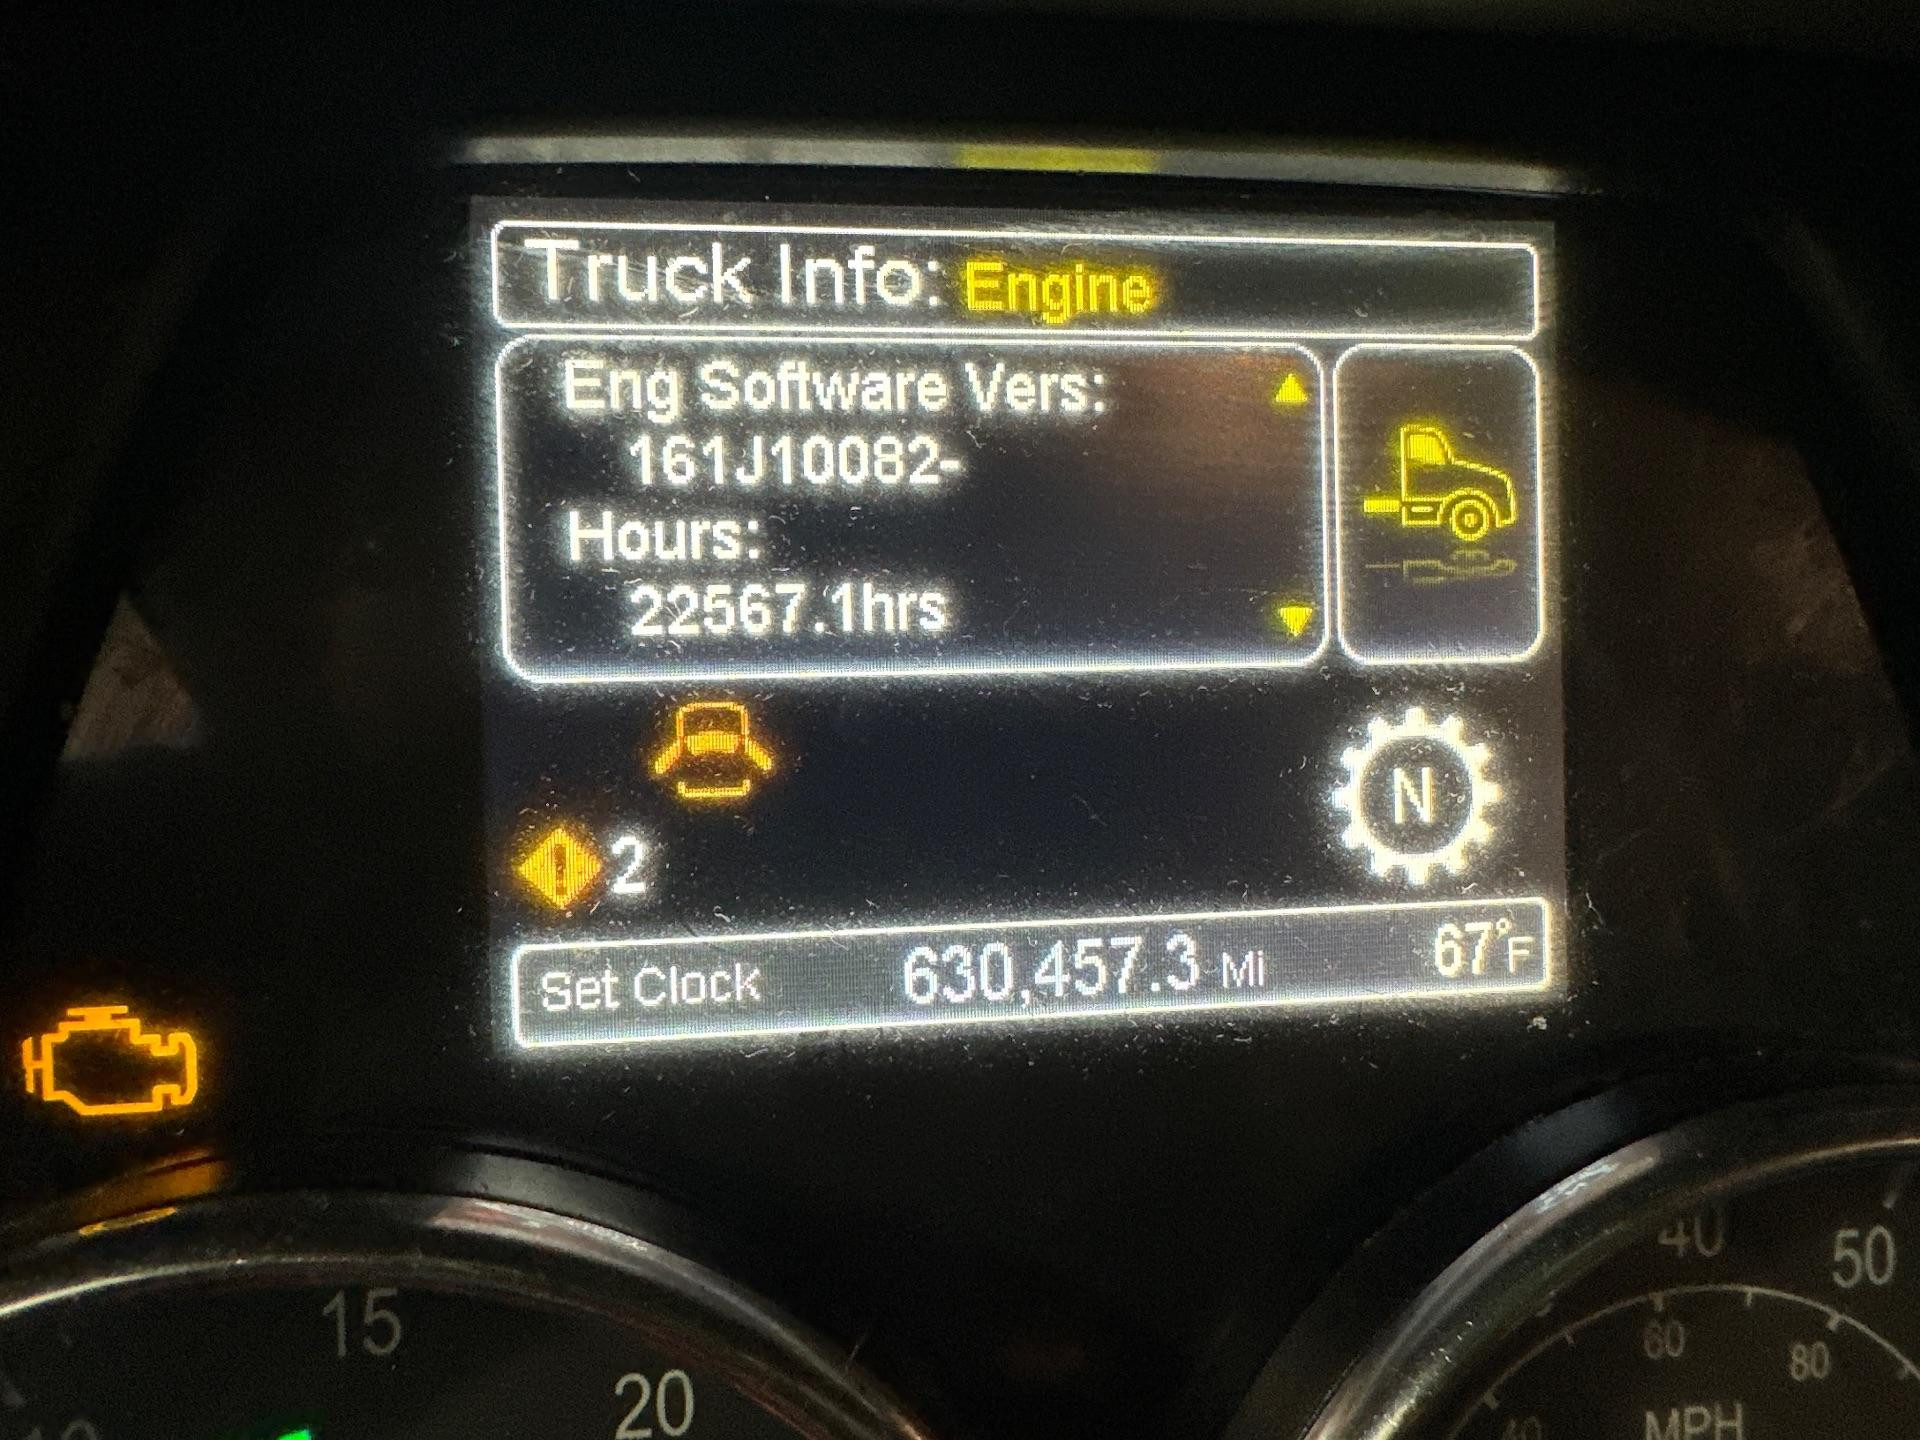 Truck Info: Engine
Eng Software Vers:
161J10082-
Hours:
22567.1hrs
N
2
Set Clock 630,457.3 Mi 67°F
15
20
40
50
60
80
MPH